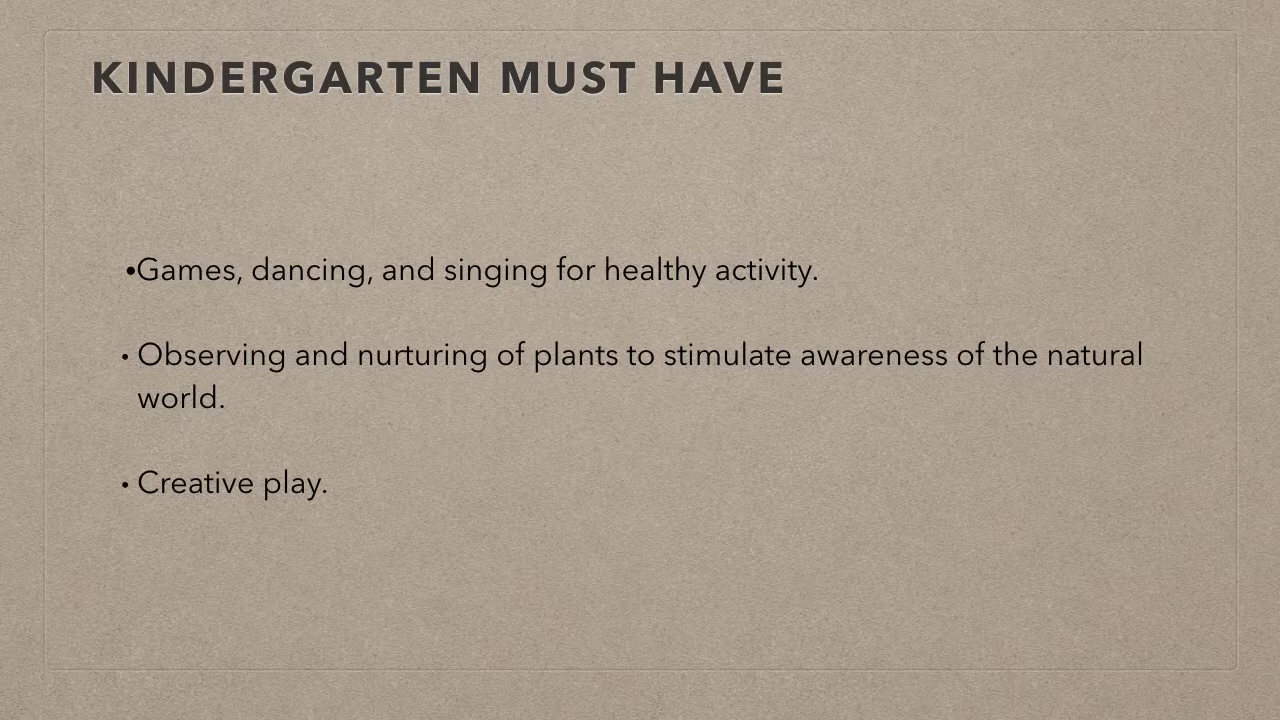 KINDERGARTEN MUST HAVE
•Games, dancing, and singing for healthy activity.
• Observing and nurturing of plants to stimulate awareness of the natural
world.
• Creative play.